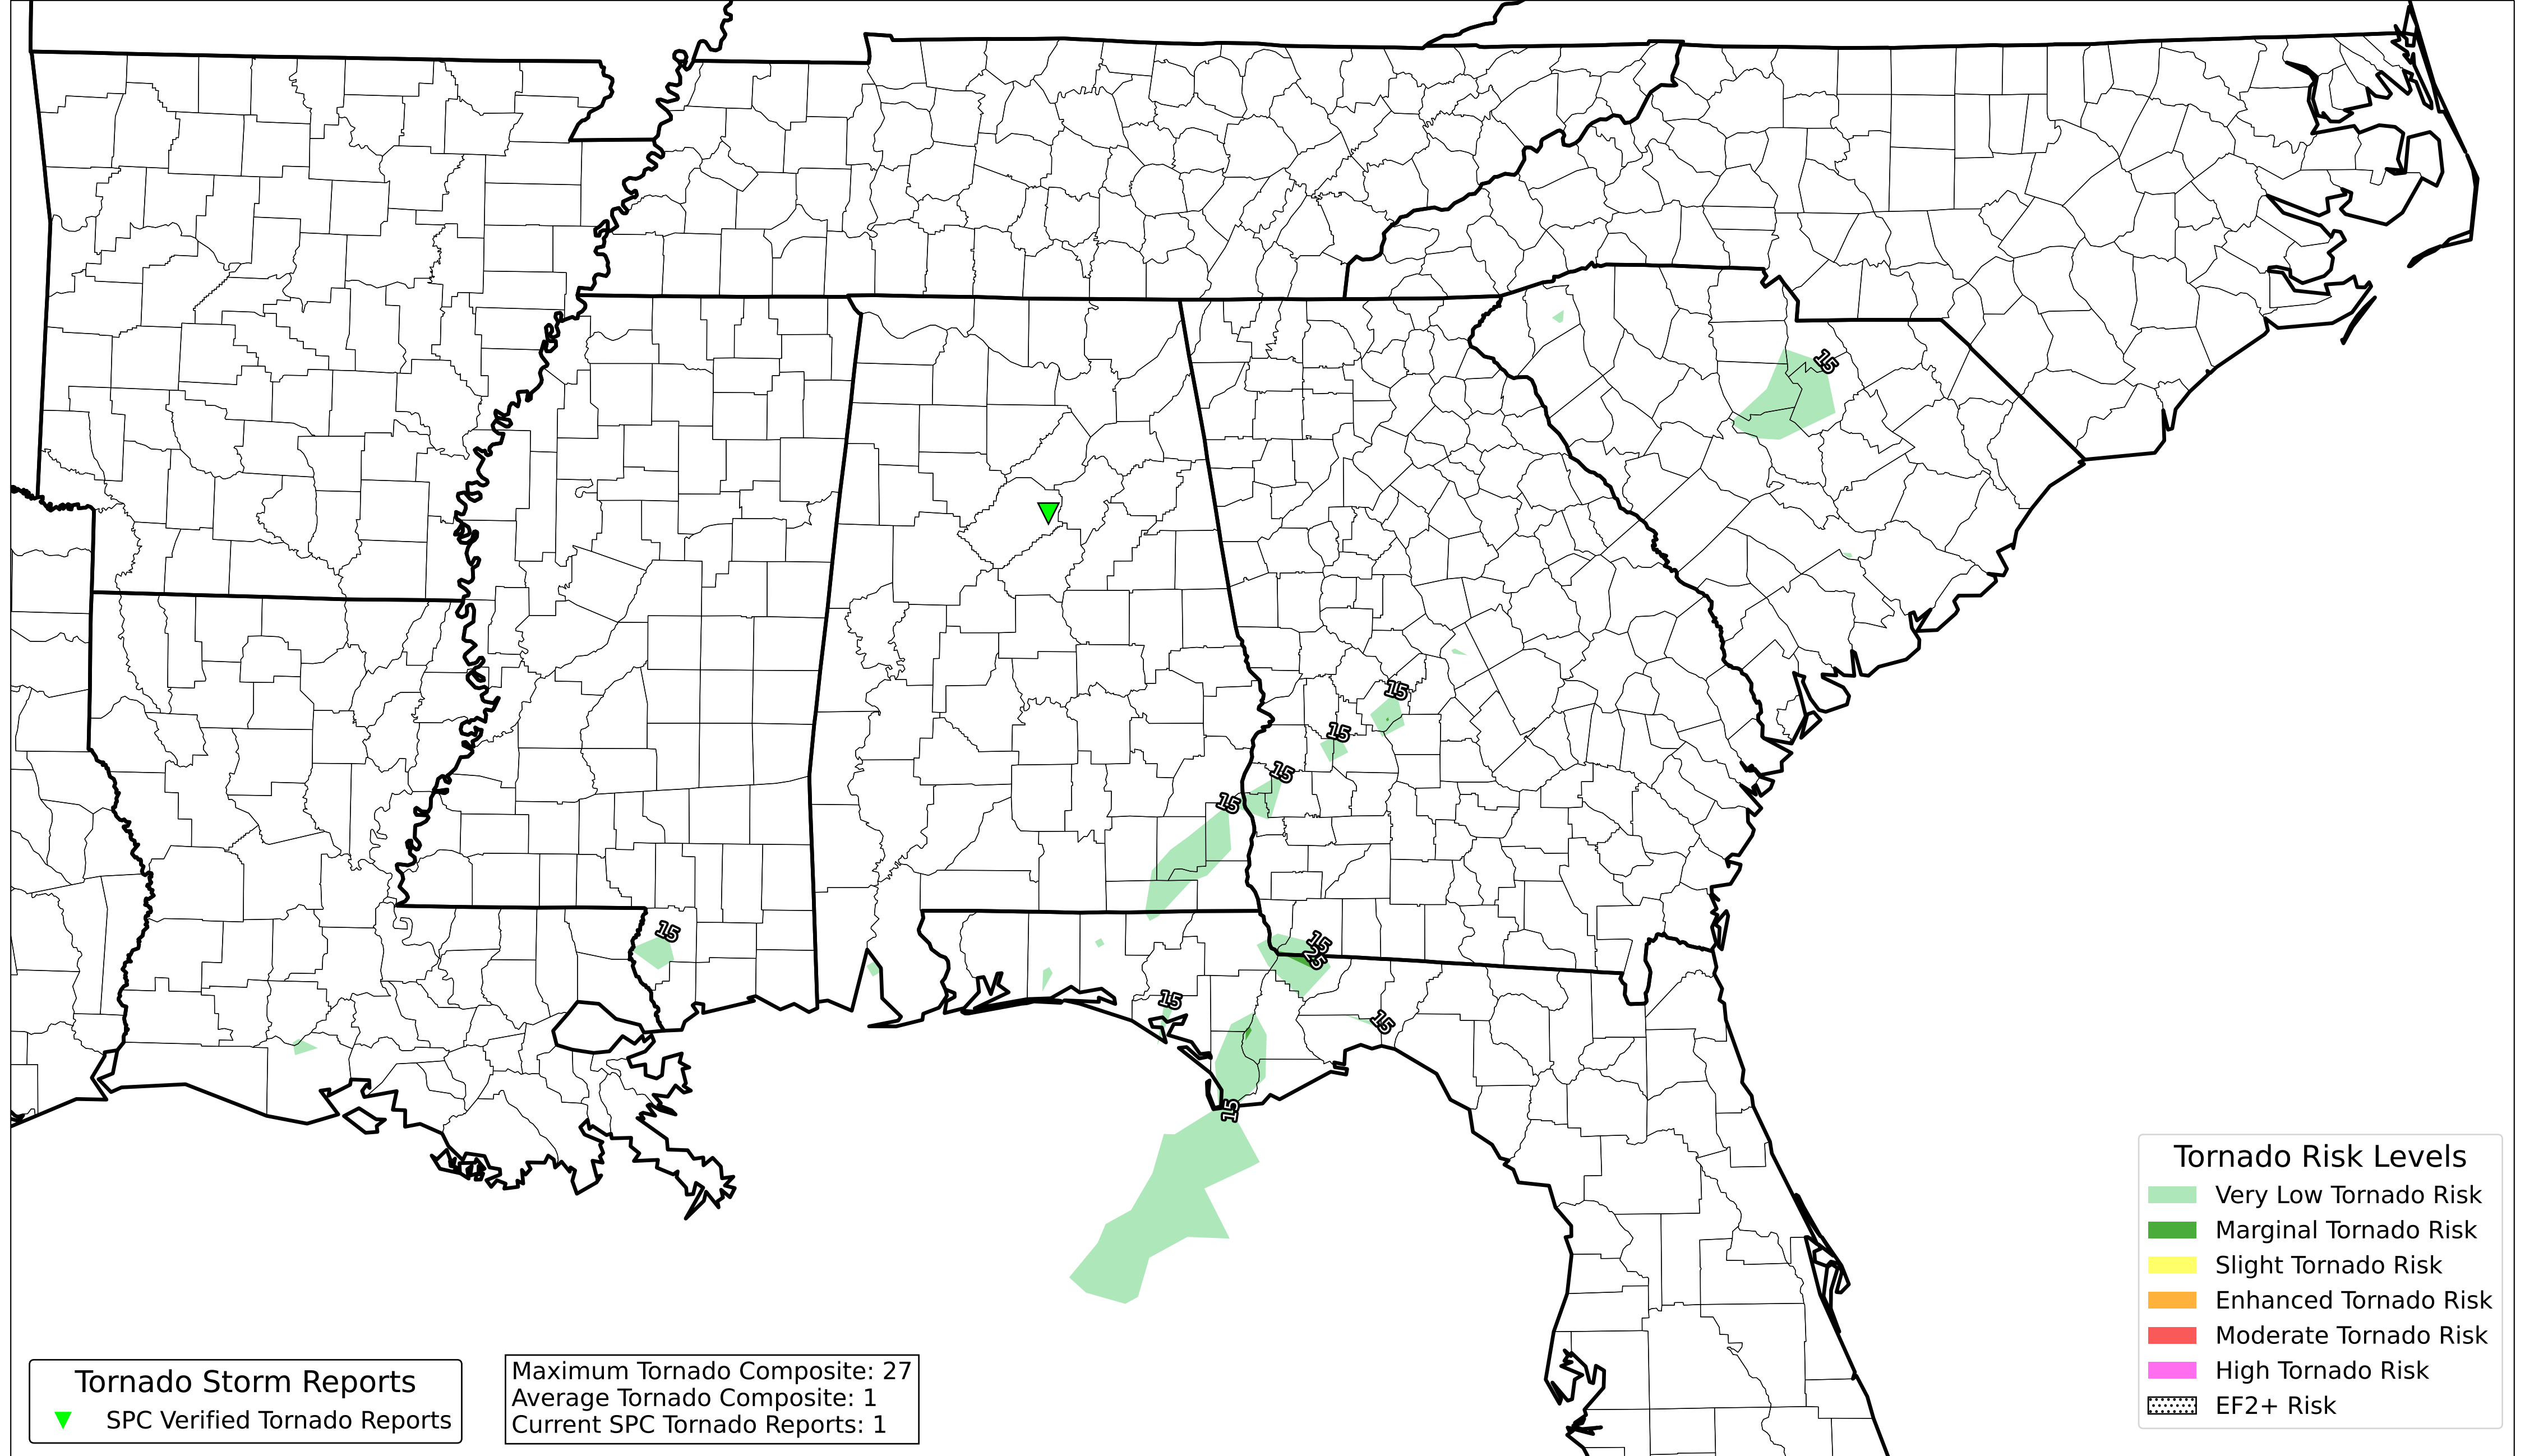 15
15
15
15
15
15
15
25
15
15
15
Tornado Risk Levels
Very Low Tornado Risk
Marginal Tornado Risk
Slight Tornado Risk
Enhanced Tornado Risk
Moderate Tornado Risk
High Tornado Risk
EF2+ Risk
Tornado Storm Reports
SPC Verified Tornado Reports
Maximum Tornado Composite: 27
Average Tornado Composite: 1
Current SPC Tornado Reports: 1